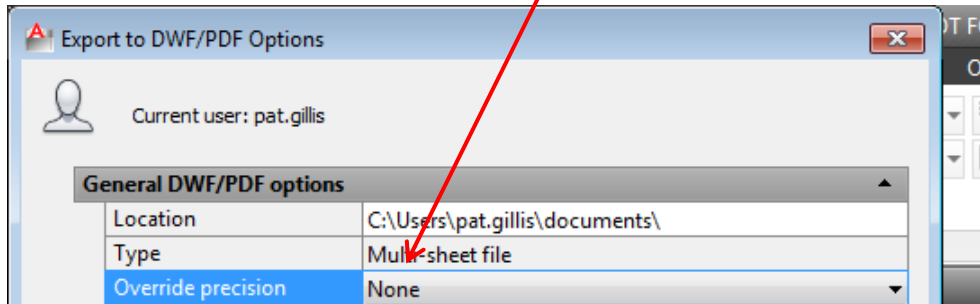 Export to DWF/PDF Options
Current user: pat.gillis
General DWF/PDF options
Location C:\Users\pat.gillis\documents\
Type Multi-sheet file
Override precision None